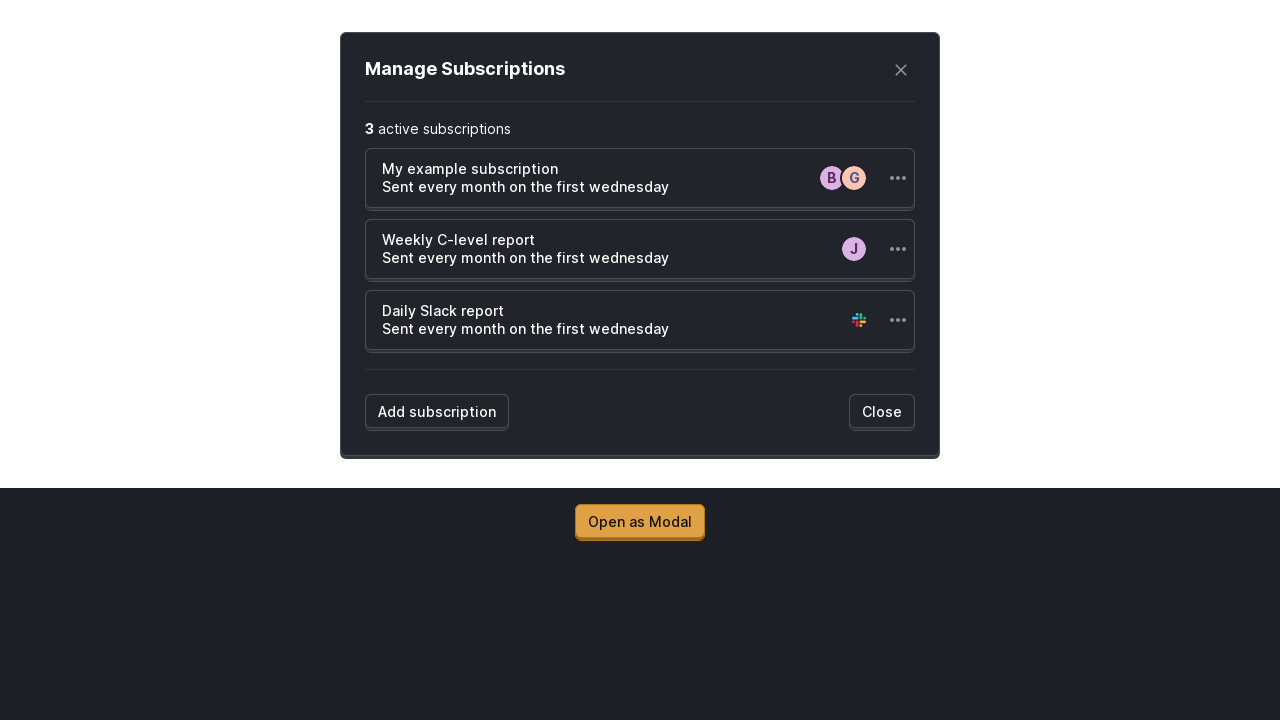 Manage Subscriptions
3 active subscriptions
My example subscription
Sent every month on the first wednesday
B G
Weekly C-level report
Sent every month on the first wednesday
J
Daily Slack report
Sent every month on the first wednesday
Add subscription
Close
Open as Modal